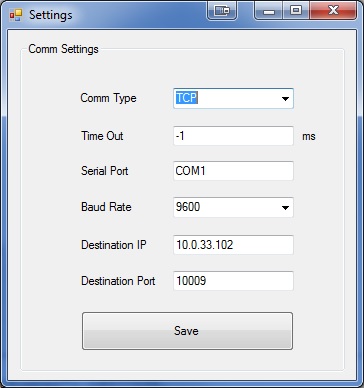 Settings
Comm Settings
Comm Type TCP
Time Out -1 ms
Serial Port COM1
Baud Rate 9600
Destination IP 10.0.33.102
Destination Port 10009
Save